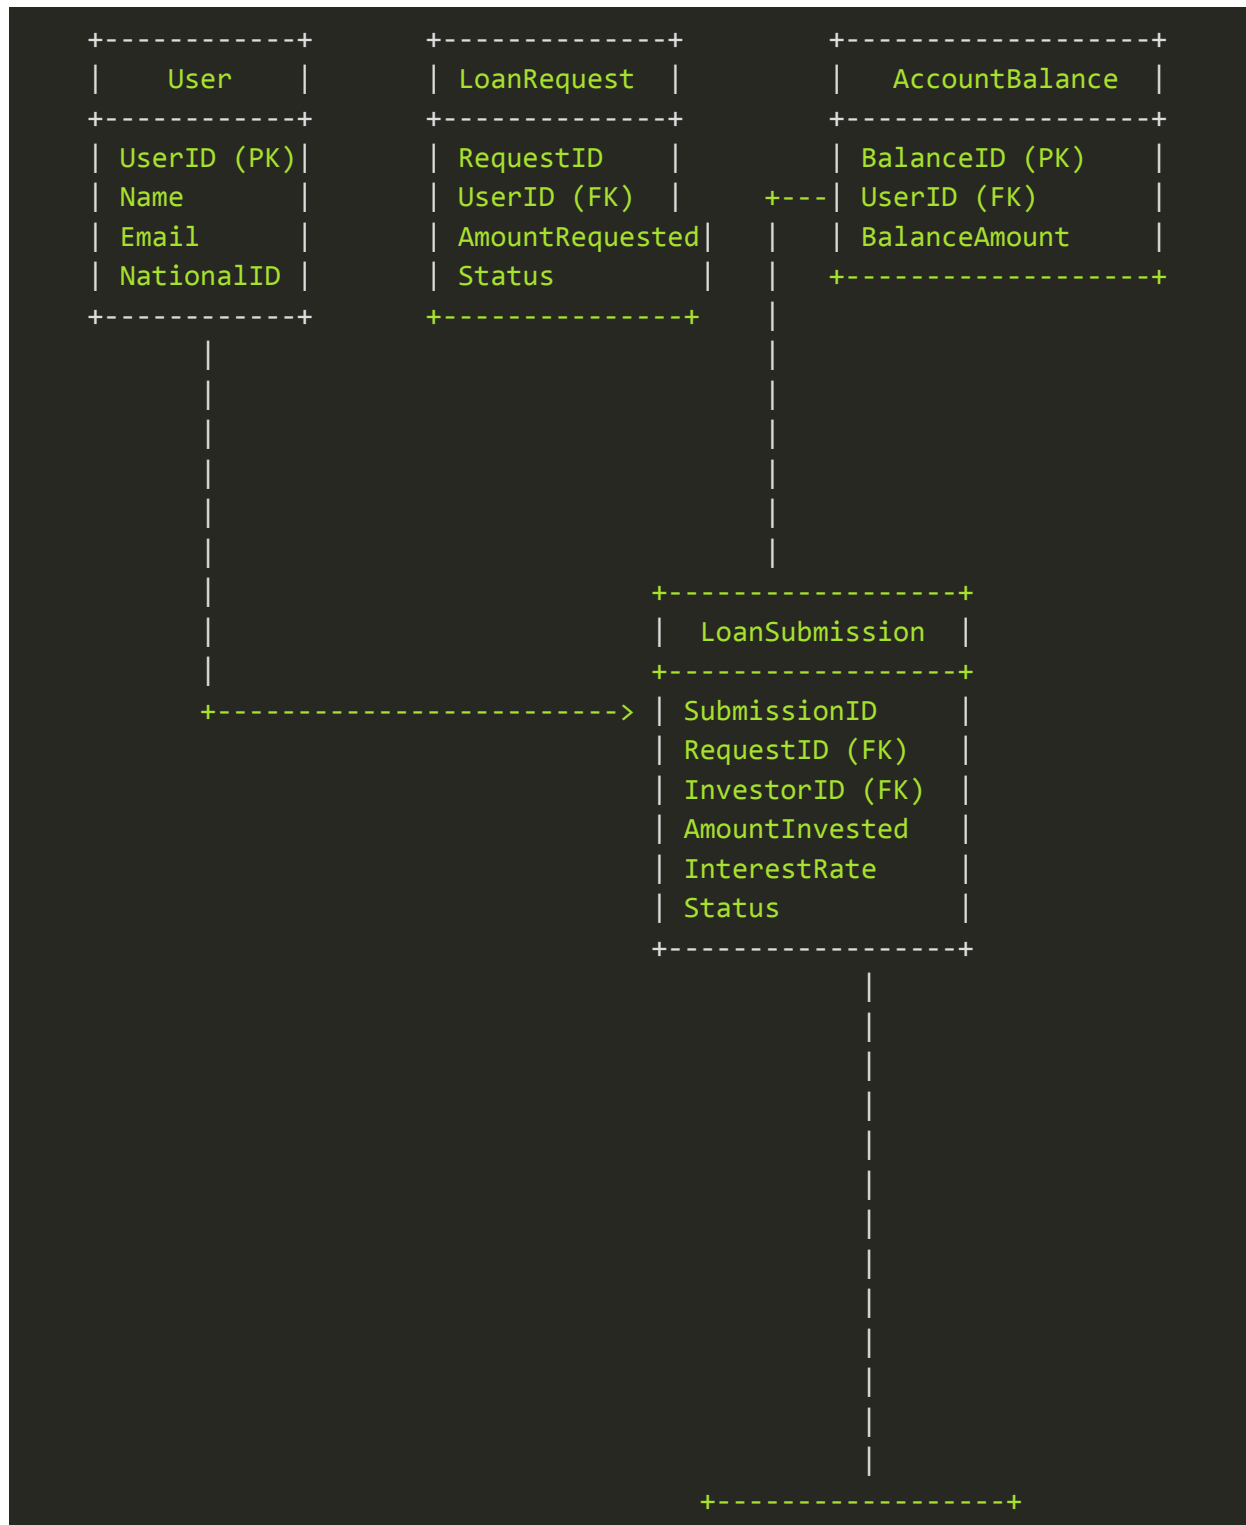 +------------+       +--------------+         +-------------------+
|    User    |       | LoanRequest  |         |   AccountBalance  |
+------------+       +--------------+         +-------------------+
| UserID (PK)|       | RequestID    |         | BalanceID (PK)    |
| Name       |       | UserID (FK)  |     +---| UserID (FK)       |
| Email      |       | AmountRequested|   |   | BalanceAmount     |
| NationalID |       | Status         |   |   +-------------------+
+------------+       +---------------+    |
       |                                  |
       |                                  |
       |                                  |
       |                                  |
       |                                  |
       |                                  |
       |                           +------------------+
       |                           |  LoanSubmission  |
       |                           +------------------+
       +-------------------------> | SubmissionID     |
                                   | RequestID (FK)   |
                                   | InvestorID (FK)  |
                                   | AmountInvested   |
                                   | InterestRate     |
                                   | Status           |
                                   +------------------+
                                                |
                                                |
                                                |
                                                |
                                                |
                                                |
                                                |
                                                |
                                                |
                                                |
                                                |
                                                |
                                                |
                                      +------------------+